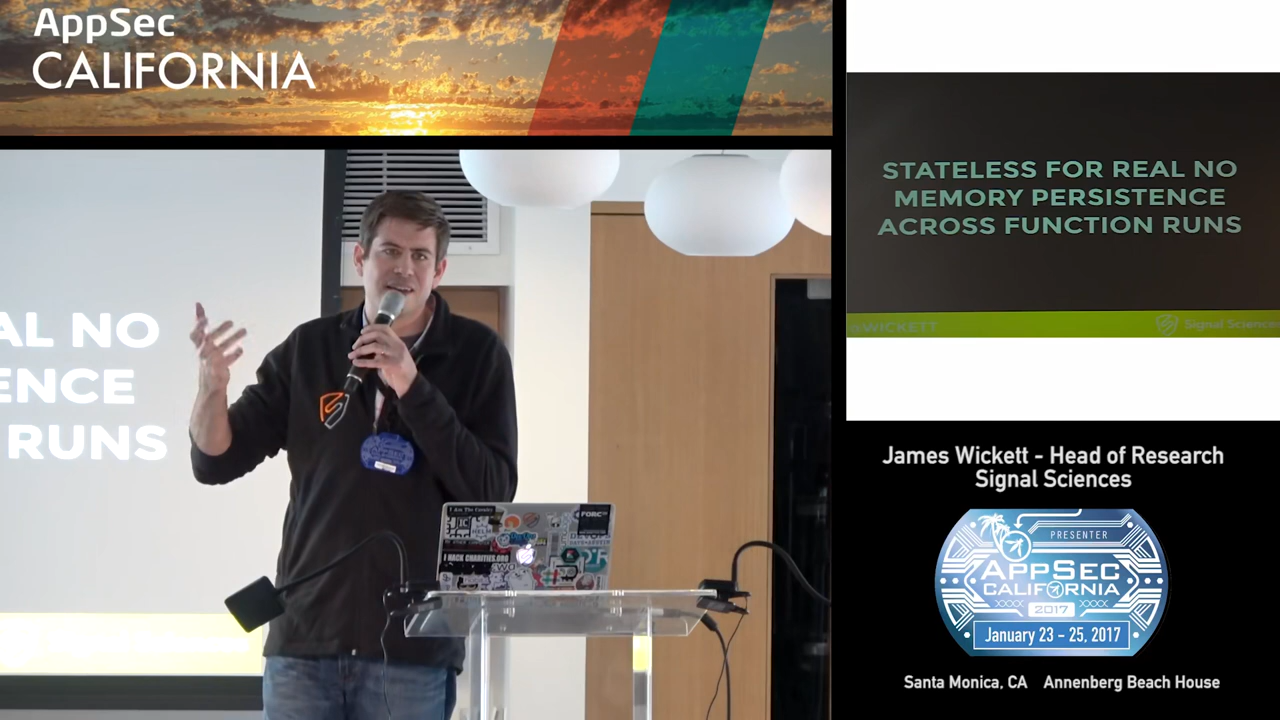 AppSec
CALIFORNIA
AL NO
ENCE
RUNS
STATELESS FOR REAL NO
MEMORY PERSISTENCE
ACROSS FUNCTION RUNS
WICKETT
Signal Sciences
I HACK CHARITIES.ORG
James Wickett - Head of Research
Signal Sciences
PRESENTER
APPSEC
CALIFORNIA
2017
January 23 - 25, 2017
Santa Monica, CA Annenberg Beach House